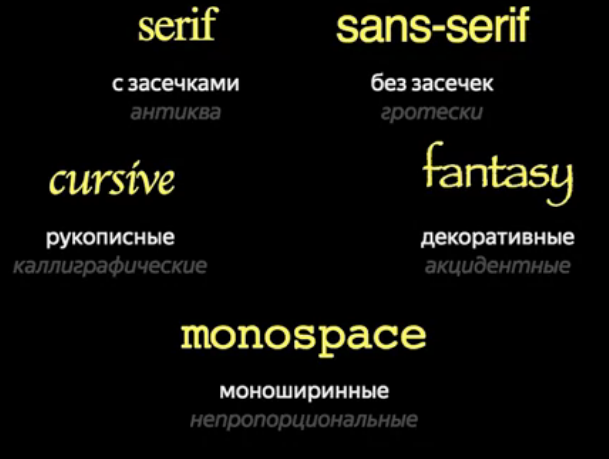 serif
sans-serif
с засечками
без засечек
антиква
гротески
cursive
fantasy
рукописные
декоративные
каллиграфические
акцидентные
monospace
моноширинные
непропорциональные